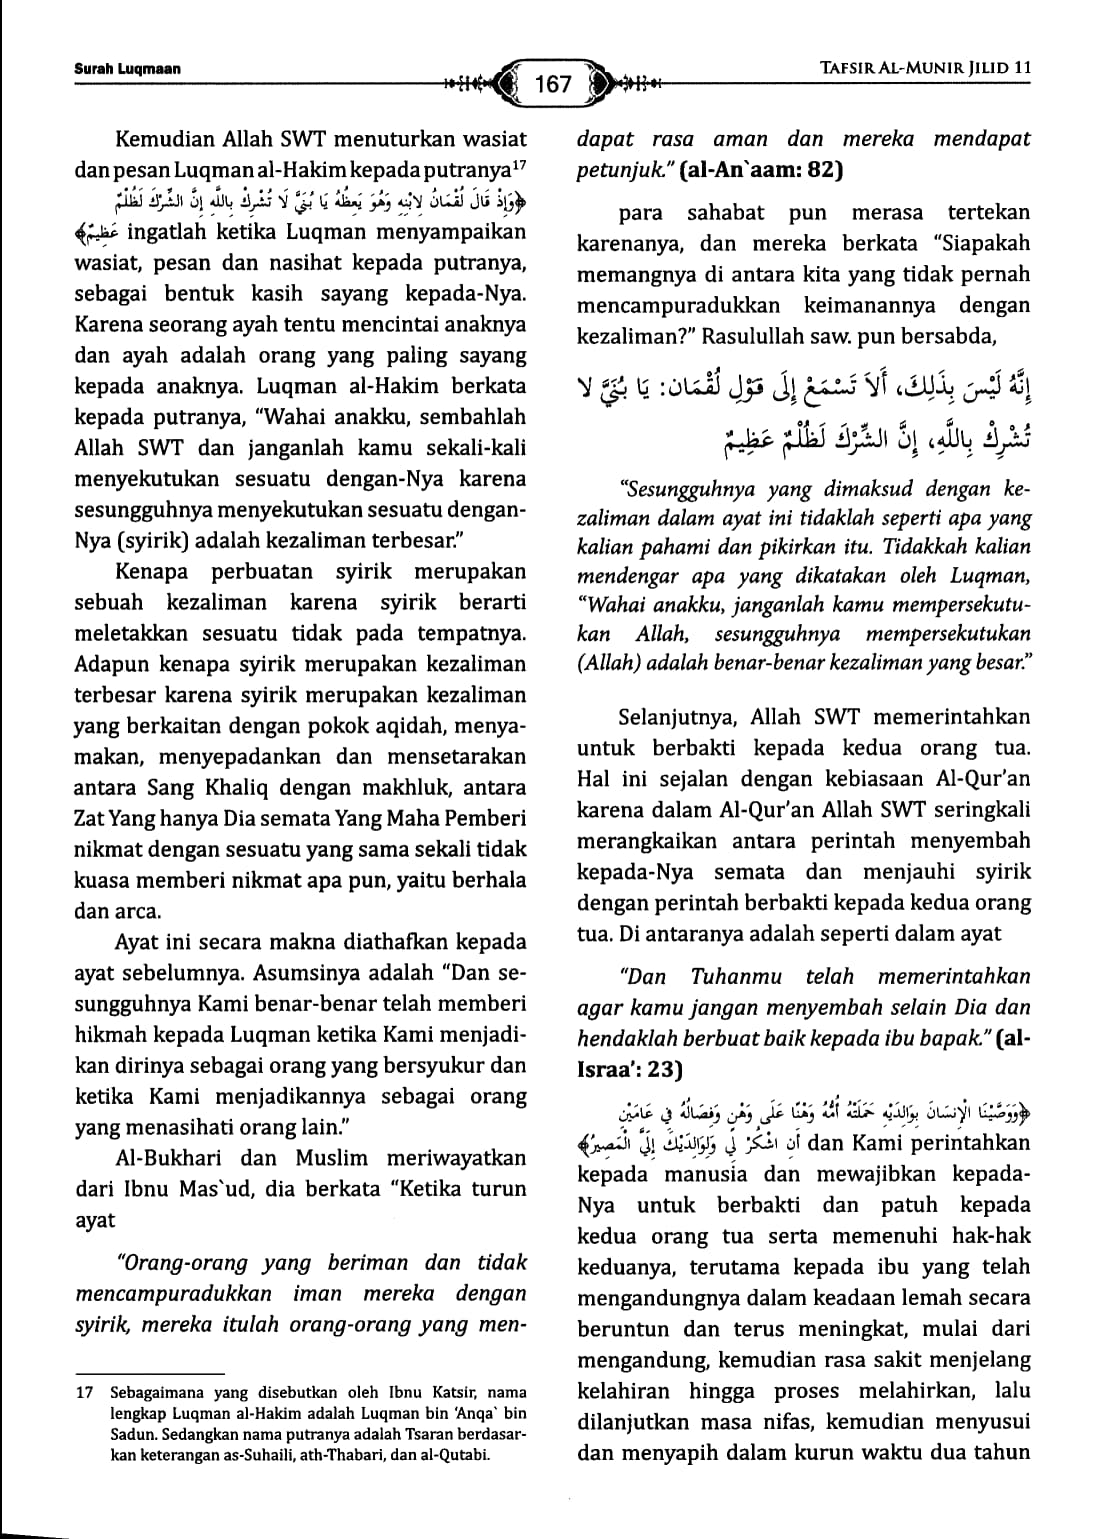 Surah Luqmaan
167
TAFSIR AL-MUNIR JILID 11
Kemudian Allah SWT menuturkan wasiat
dan pesan Luqman al-Hakim kepada putranya17
﴿وَإِذْ قَالَ لُقْمَانُ لِابْنِهِ وَهُوَ يَعِظُهُ يَا بُنَيَّ لَا تُشْرِكْ بِاللَّهِ إِنَّ الشِّرْكَ لَظُلْمٌ
عَظِيمٌ﴾ ingatlah ketika Luqman menyampaikan
wasiat, pesan dan nasihat kepada putranya,
sebagai bentuk kasih sayang kepada-Nya.
Karena seorang ayah tentu mencintai anaknya
dan ayah adalah orang yang paling sayang
kepada anaknya. Luqman al-Hakim berkata
kepada putranya, “Wahai anakku, sembahlah
Allah SWT dan janganlah kamu sekali-kali
menyekutukan sesuatu dengan-Nya karena
sesungguhnya menyekutukan sesuatu dengan-
Nya (syirik) adalah kezaliman terbesar.”
Kenapa perbuatan syirik merupakan
sebuah kezaliman karena syirik berarti
meletakkan sesuatu tidak pada tempatnya.
Adapun kenapa syirik merupakan kezaliman
terbesar karena syirik merupakan kezaliman
yang berkaitan dengan pokok aqidah, menya-
makan, menyepadankan dan mensetarakan
antara Sang Khaliq dengan makhluk, antara
Zat Yang hanya Dia semata Yang Maha Pemberi
nikmat dengan sesuatu yang sama sekali tidak
kuasa memberi nikmat apa pun, yaitu berhala
dan arca.
Ayat ini secara makna diathafkan kepada
ayat sebelumnya. Asumsinya adalah “Dan se-
sungguhnya Kami benar-benar telah memberi
hikmah kepada Luqman ketika Kami menjadi-
kan dirinya sebagai orang yang bersyukur dan
ketika Kami menjadikannya sebagai orang
yang menasihati orang lain.”
Al-Bukhari dan Muslim meriwayatkan
dari Ibnu Mas`ud, dia berkata “Ketika turun
ayat
“Orang-orang yang beriman dan tidak
mencampuradukkan iman mereka dengan
syirik, mereka itulah orang-orang yang men-
17 Sebagaimana yang disebutkan oleh Ibnu Katsir, nama
lengkap Luqman al-Hakim adalah Luqman bin ‘Anqa` bin
Sadun. Sedangkan nama putranya adalah Tsaran berdasar-
kan keterangan as-Suhaili, ath-Thabari, dan al-Qutabi.
dapat rasa aman dan mereka mendapat
petunjuk.” (al-An`aam: 82)
para sahabat pun merasa tertekan
karenanya, dan mereka berkata “Siapakah
memangnya di antara kita yang tidak pernah
mencampuradukkan keimanannya dengan
kezaliman?” Rasulullah saw. pun bersabda,
إِنَّهُ لَيْسَ بِذَلِكَ، أَلاَ تَسْمَعْ إِلَى قَوْلِ لُقْمَان: يَا بُنَيَّ لا
تُشْرِكْ بِاللَّهِ، إِنَّ الشِّرْكَ لَظُلْمٌ عَظِيمٌ
“Sesungguhnya yang dimaksud dengan ke-
zaliman dalam ayat ini tidaklah seperti apa yang
kalian pahami dan pikirkan itu. Tidakkah kalian
mendengar apa yang dikatakan oleh Luqman,
“Wahai anakku, janganlah kamu mempersekutu-
kan Allah, sesungguhnya mempersekutukan
(Allah) adalah benar-benar kezaliman yang besar.”
Selanjutnya, Allah SWT memerintahkan
untuk berbakti kepada kedua orang tua.
Hal ini sejalan dengan kebiasaan Al-Qur’an
karena dalam Al-Qur’an Allah SWT seringkali
merangkaikan antara perintah menyembah
kepada-Nya semata dan menjauhi syirik
dengan perintah berbakti kepada kedua orang
tua. Di antaranya adalah seperti dalam ayat
“Dan Tuhanmu telah memerintahkan
agar kamu jangan menyembah selain Dia dan
hendaklah berbuat baik kepada ibu bapak.” (al-
Israa’: 23)
﴿وَوَصَّيْنَا الْإِنسَانَ بِوَالِدَيْهِ حَمَلَتْهُ أُمُّهُ وَهْنًا عَلَى وَهْنٍ وَفِصَالُهُ فِي عَامَيْنِ
أَنِ اشْكُرْ لِي وَلِوَالِدَيْكَ إِلَيَّ الْمَصِيرُ﴾ dan Kami perintahkan
kepada manusia dan mewajibkan kepada-
Nya untuk berbakti dan patuh kepada
kedua orang tua serta memenuhi hak-hak
keduanya, terutama kepada ibu yang telah
mengandungnya dalam keadaan lemah secara
beruntun dan terus meningkat, mulai dari
mengandung, kemudian rasa sakit menjelang
kelahiran hingga proses melahirkan, lalu
dilanjutkan masa nifas, kemudian menyusui
dan menyapih dalam kurun waktu dua tahun